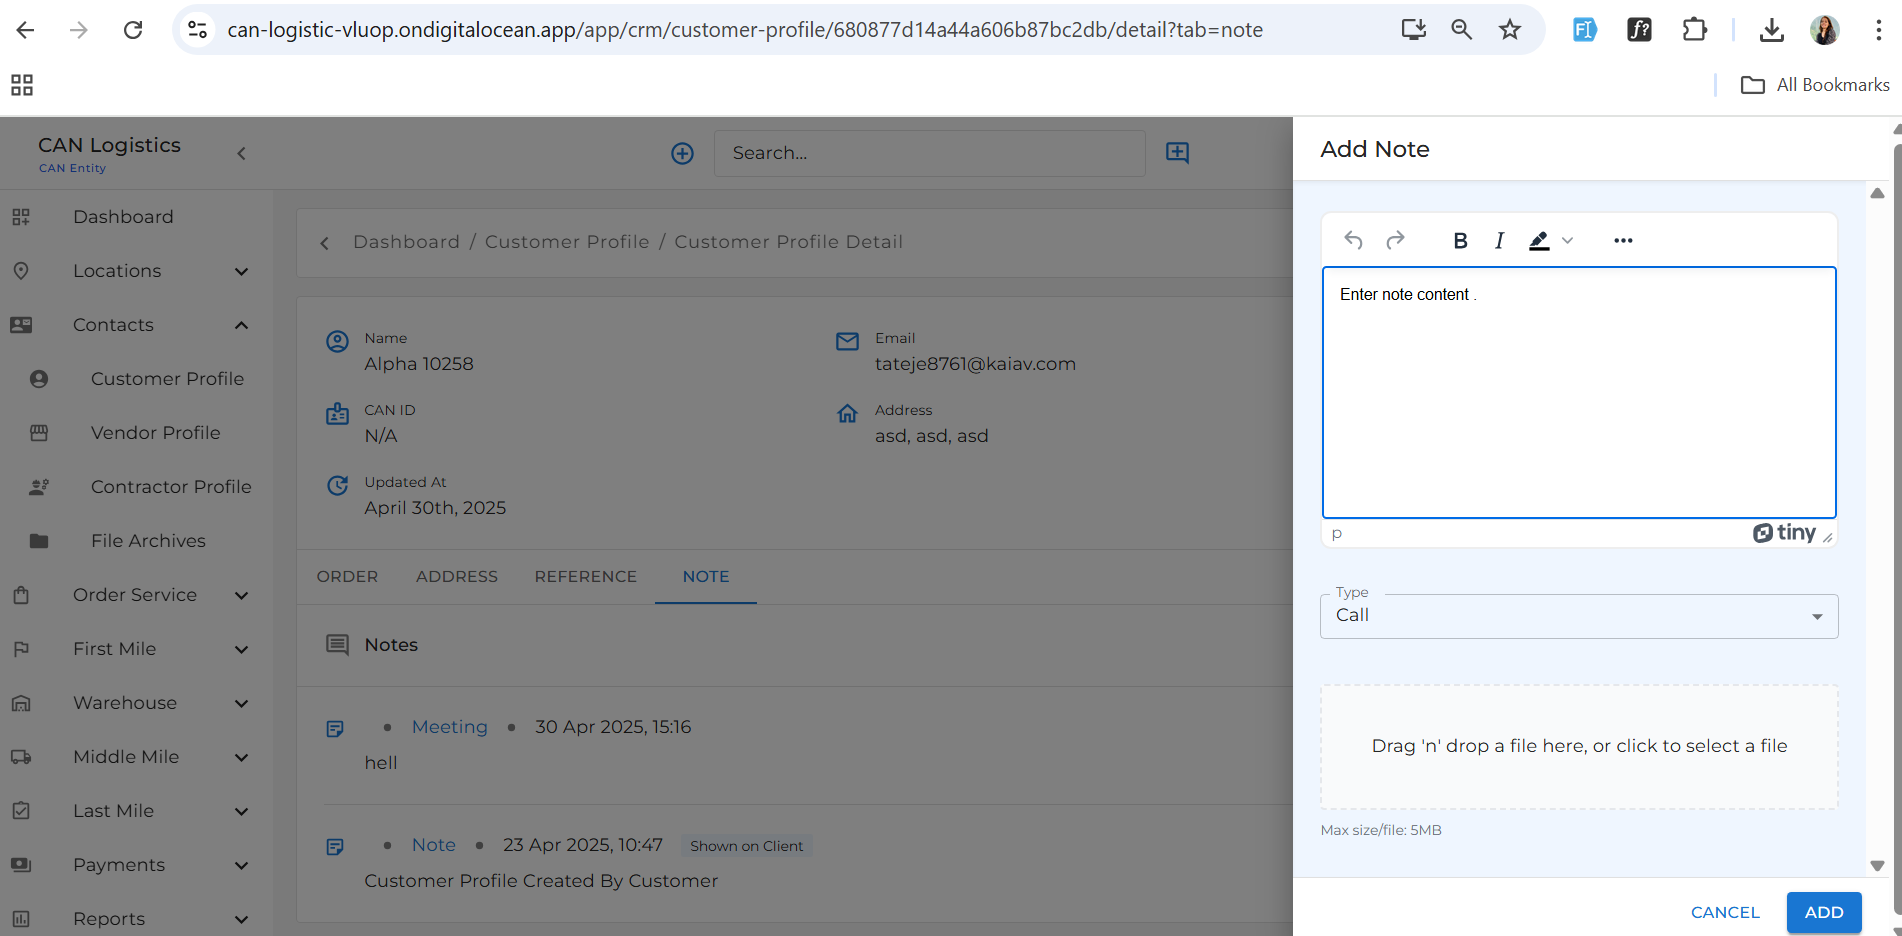 can-logistic-vluop.ondigitalocean.app/app/crm/customer-profile/680877d14a44a606b87bc2db/detail?tab=note
All Bookmarks
CAN Logistics
CAN Entity
Search...
Dashboard
Locations
Contacts
Customer Profile
Vendor Profile
Contractor Profile
File Archives
Order Service
First Mile
Warehouse
Middle Mile
Last Mile
Payments
Reports
Dashboard / Customer Profile / Customer Profile Detail
Name
Alpha 10258
Email
tateje8761@kaiav.com
CAN ID
N/A
Address
asd, asd, asd
Updated At
April 30th, 2025
ORDER ADDRESS REFERENCE NOTE
Notes
• Meeting • 30 Apr 2025, 15:16
hell
• Note • 23 Apr 2025, 10:47 Shown on Client
Customer Profile Created By Customer
Add Note
B I
Enter note content .
p
tiny
Type
Call
Drag 'n' drop a file here, or click to select a file
Max size/file: 5MB
CANCEL ADD